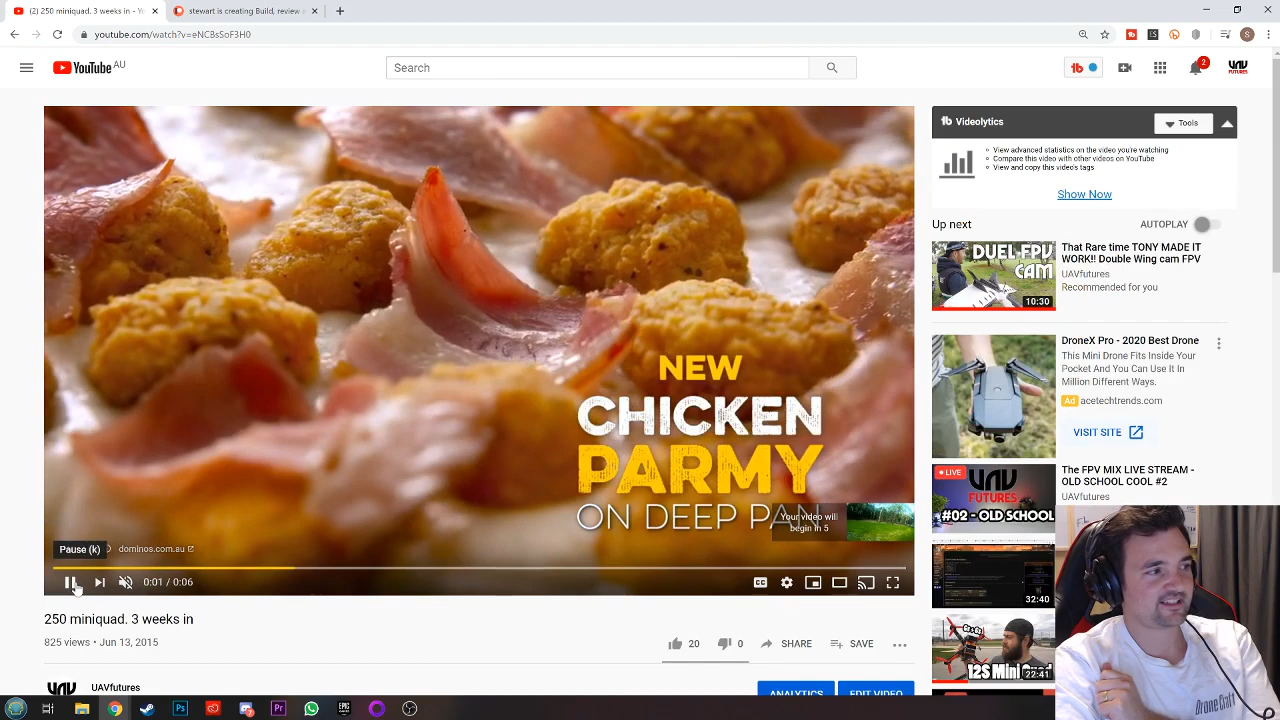 (2) 250 miniquad. 3 weeks in -
stewart is creating Build, review
youtube.com/watch?v=eNCBsSoF3H0
S
YouTube AU
Search
2
UAV
FUTURES
Videolytics
Tools
View advanced statistics on the video you're watching
Compare this video with other videos on YouTube
View and copy this video's tags
Show Now
Up next
AUTOPLAY
DUEL FPV
CAM
10:30
That Rare time TONY MADE IT
WORK!! Double Wing cam FPV
UAVfutures
Recommended for you
DroneX Pro - 2020 Best Drone
This Mini Drone Fits Inside Your
Pocket And You Can Use It In
Million Different Ways.
Ad acetechtrends.com
VISIT SITE
LIVE
UAV
FUTURES
#02 - OLD SCHOOL
The FPV MIX LIVE STREAM -
OLD SCHOOL COOL #2
UAVfutures
32:40
12S Mini Quad
22:41
NEW
CHICKEN
PARMY
ON DEEP PAN
Your video will
begin in 5
Pause (k)
dominos.com.au
0:01 / 0:06
250 miniquad. 3 weeks in
825 views • Jun 13, 2015
20
0
SHARE
SAVE
UAVfutures
ANALYTICS
EDIT VIDEO